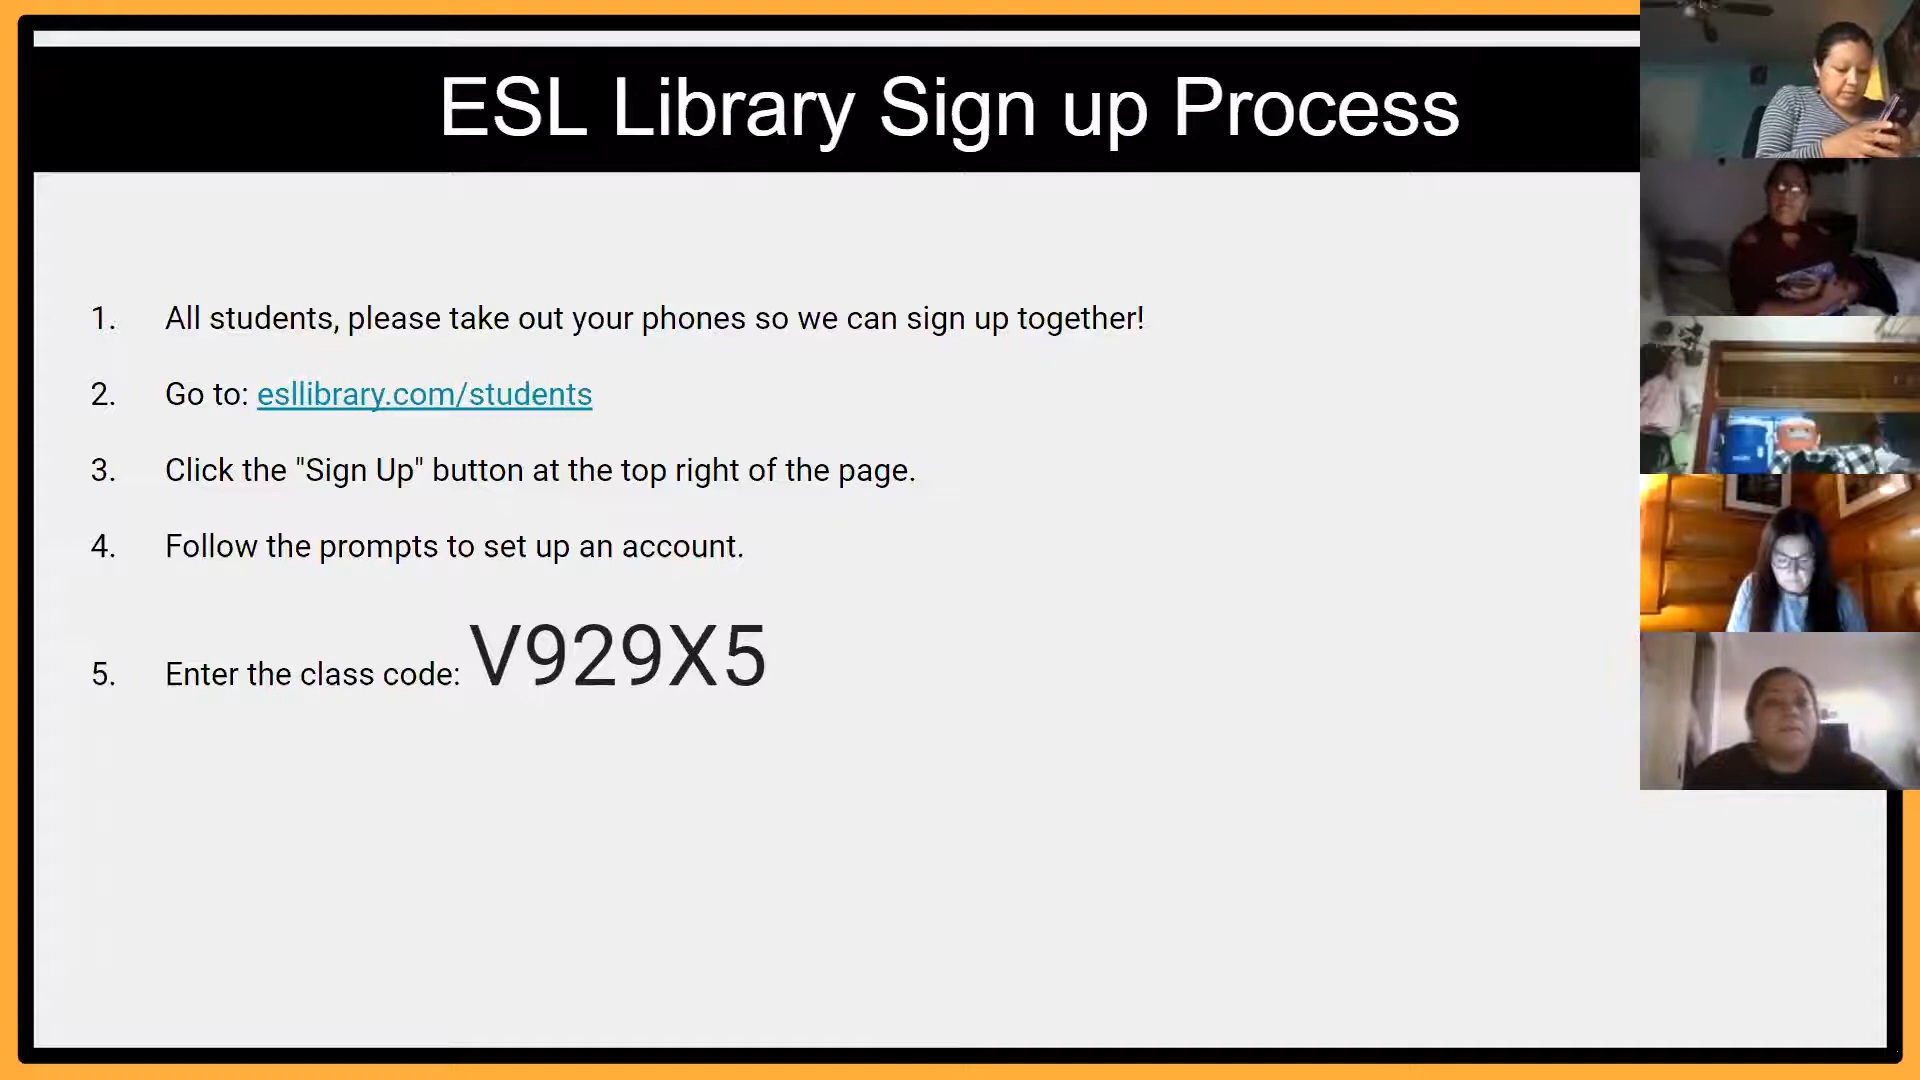 ESL Library Sign up Process
1. All students, please take out your phones so we can sign up together!
2. Go to: esllibrary.com/students
3. Click the "Sign Up" button at the top right of the page.
4. Follow the prompts to set up an account.
5. Enter the class code: V929X5